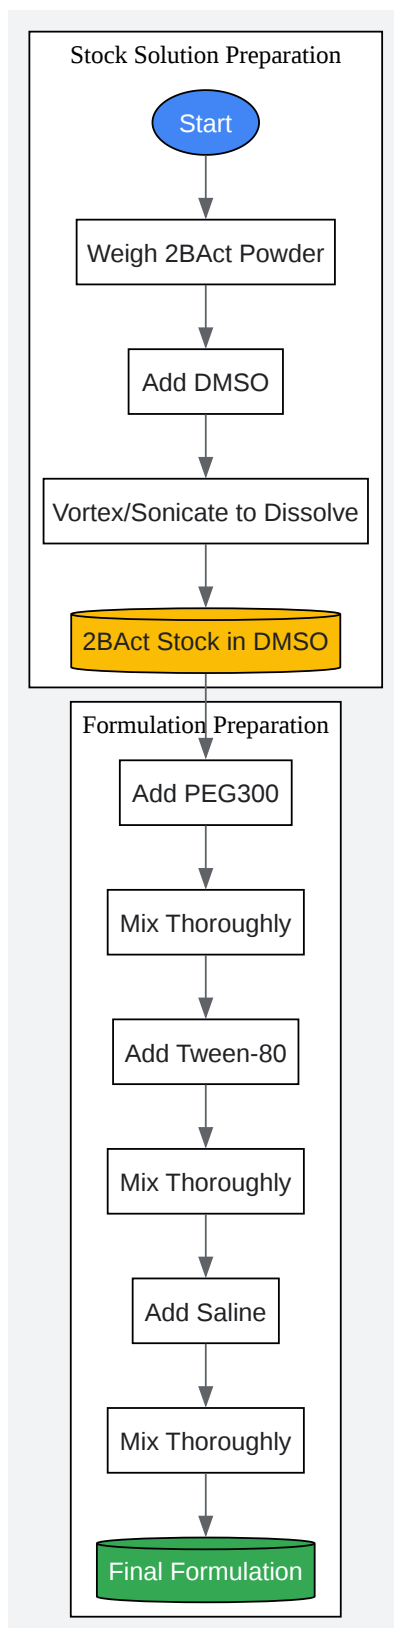 Stock Solution Preparation
Start
Weigh 2BAct Powder
Add DMSO
Vortex/Sonicate to Dissolve
2BAct Stock in DMSO
Formulation Preparation
Add PEG300
Mix Thoroughly
Add Tween-80
Mix Thoroughly
Add Saline
Mix Thoroughly
Final Formulation